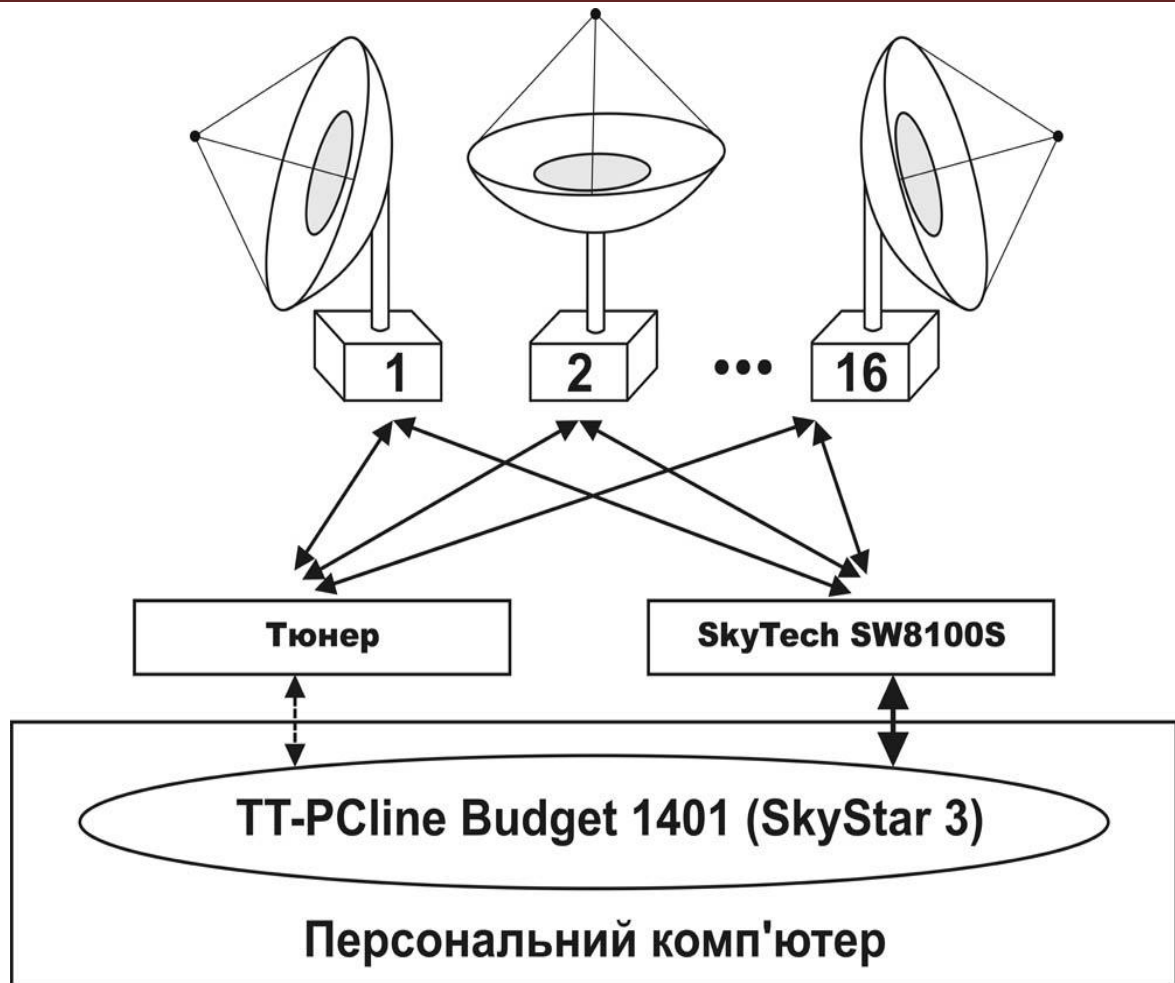 1
2
•••
16
Тюнер
SkyTech SW8100S
TT-PCline Budget 1401 (SkyStar 3)
Персональний комп'ютер